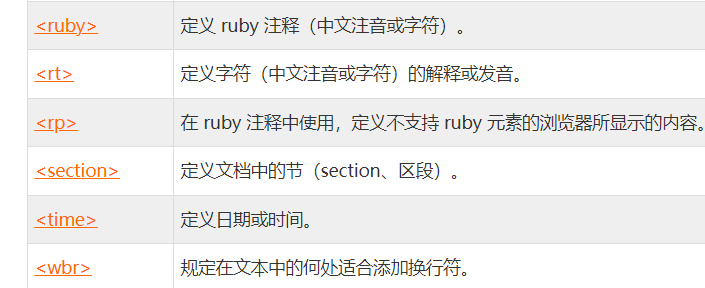 <ruby> 定义 ruby 注释（中文注音或字符）。
<rt> 定义字符（中文注音或字符）的解释或发音。
<rp> 在 ruby 注释中使用，定义不支持 ruby 元素的浏览器所显示的内容。
<section> 定义文档中的节（section、区段）。
<time> 定义日期或时间。
<wbr> 规定在文本中的何处适合添加换行符。